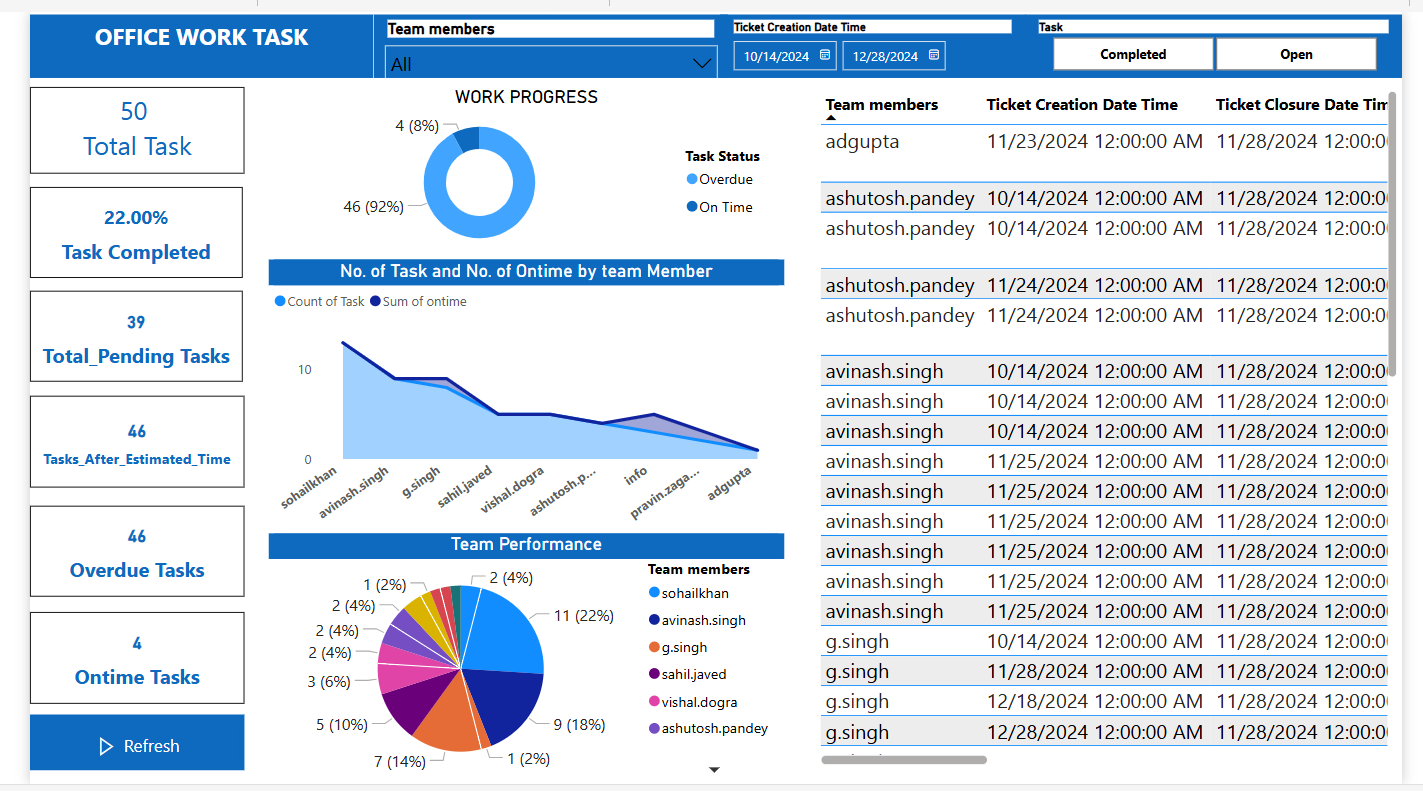 OFFICE WORK TASK
Team members
All
Ticket Creation Date Time
10/14/2024
12/28/2024
Task
Completed
Open
50
Total Task
22.00%
Task Completed
39
Total_Pending Tasks
46
Tasks_After_Estimated_Time
46
Overdue Tasks
4
Ontime Tasks
Refresh
WORK PROGRESS
4 (8%)
46 (92%)
Task Status
Overdue
On Time
No. of Task and No. of Ontime by team Member
Count of Task
Sum of ontime
10
0
sohailkhan
avinash.singh
g.singh
sahil.javed
vishal.dogra
ashutosh.p...
info
pravin.zaga...
adgupta
Team Performance
2 (4%)
11 (22%)
9 (18%)
1 (2%)
7 (14%)
5 (10%)
3 (6%)
2 (4%)
2 (4%)
2 (4%)
1 (2%)
Team members
sohailkhan
avinash.singh
g.singh
sahil.javed
vishal.dogra
ashutosh.pandey
Team members Ticket Creation Date Time Ticket Closure Date Tim
adgupta 11/23/2024 12:00:00 AM 11/28/2024 12:00:0
ashutosh.pandey 10/14/2024 12:00:00 AM 11/28/2024 12:00:0
ashutosh.pandey 10/14/2024 12:00:00 AM 11/28/2024 12:00:0
ashutosh.pandey 11/24/2024 12:00:00 AM 11/28/2024 12:00:0
ashutosh.pandey 11/24/2024 12:00:00 AM 11/28/2024 12:00:0
avinash.singh 10/14/2024 12:00:00 AM 11/28/2024 12:00:0
avinash.singh 10/14/2024 12:00:00 AM 11/28/2024 12:00:0
avinash.singh 10/14/2024 12:00:00 AM 11/28/2024 12:00:0
avinash.singh 11/25/2024 12:00:00 AM 11/28/2024 12:00:0
avinash.singh 11/25/2024 12:00:00 AM 11/28/2024 12:00:0
avinash.singh 11/25/2024 12:00:00 AM 11/28/2024 12:00:0
avinash.singh 11/25/2024 12:00:00 AM 11/28/2024 12:00:0
avinash.singh 11/25/2024 12:00:00 AM 11/28/2024 12:00:0
avinash.singh 11/25/2024 12:00:00 AM 11/28/2024 12:00:0
g.singh 10/14/2024 12:00:00 AM 11/28/2024 12:00:0
g.singh 11/28/2024 12:00:00 AM 11/28/2024 12:00:0
g.singh 12/18/2024 12:00:00 AM 11/28/2024 12:00:0
g.singh 12/28/2024 12:00:00 AM 11/28/2024 12:00:0